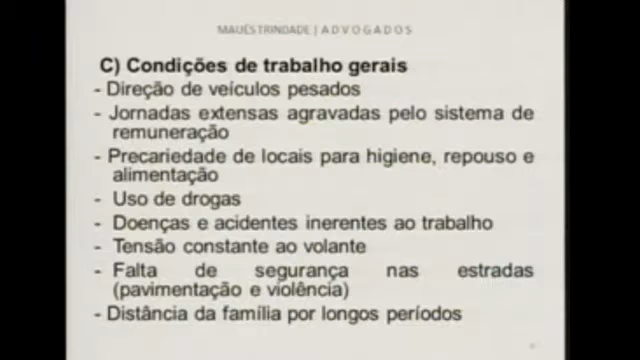 MAUÉS TRINDADE | ADVOGADOS
C) Condições de trabalho gerais
- Direção de veículos pesados
- Jornadas extensas agravadas pelo sistema de
remuneração
- Precariedade de locais para higiene, repouso e
alimentação
- Uso de drogas
- Doenças e acidentes inerentes ao trabalho
- Tensão constante ao volante
- Falta de segurança nas estradas
(pavimentação e violência)
- Distância da família por longos períodos